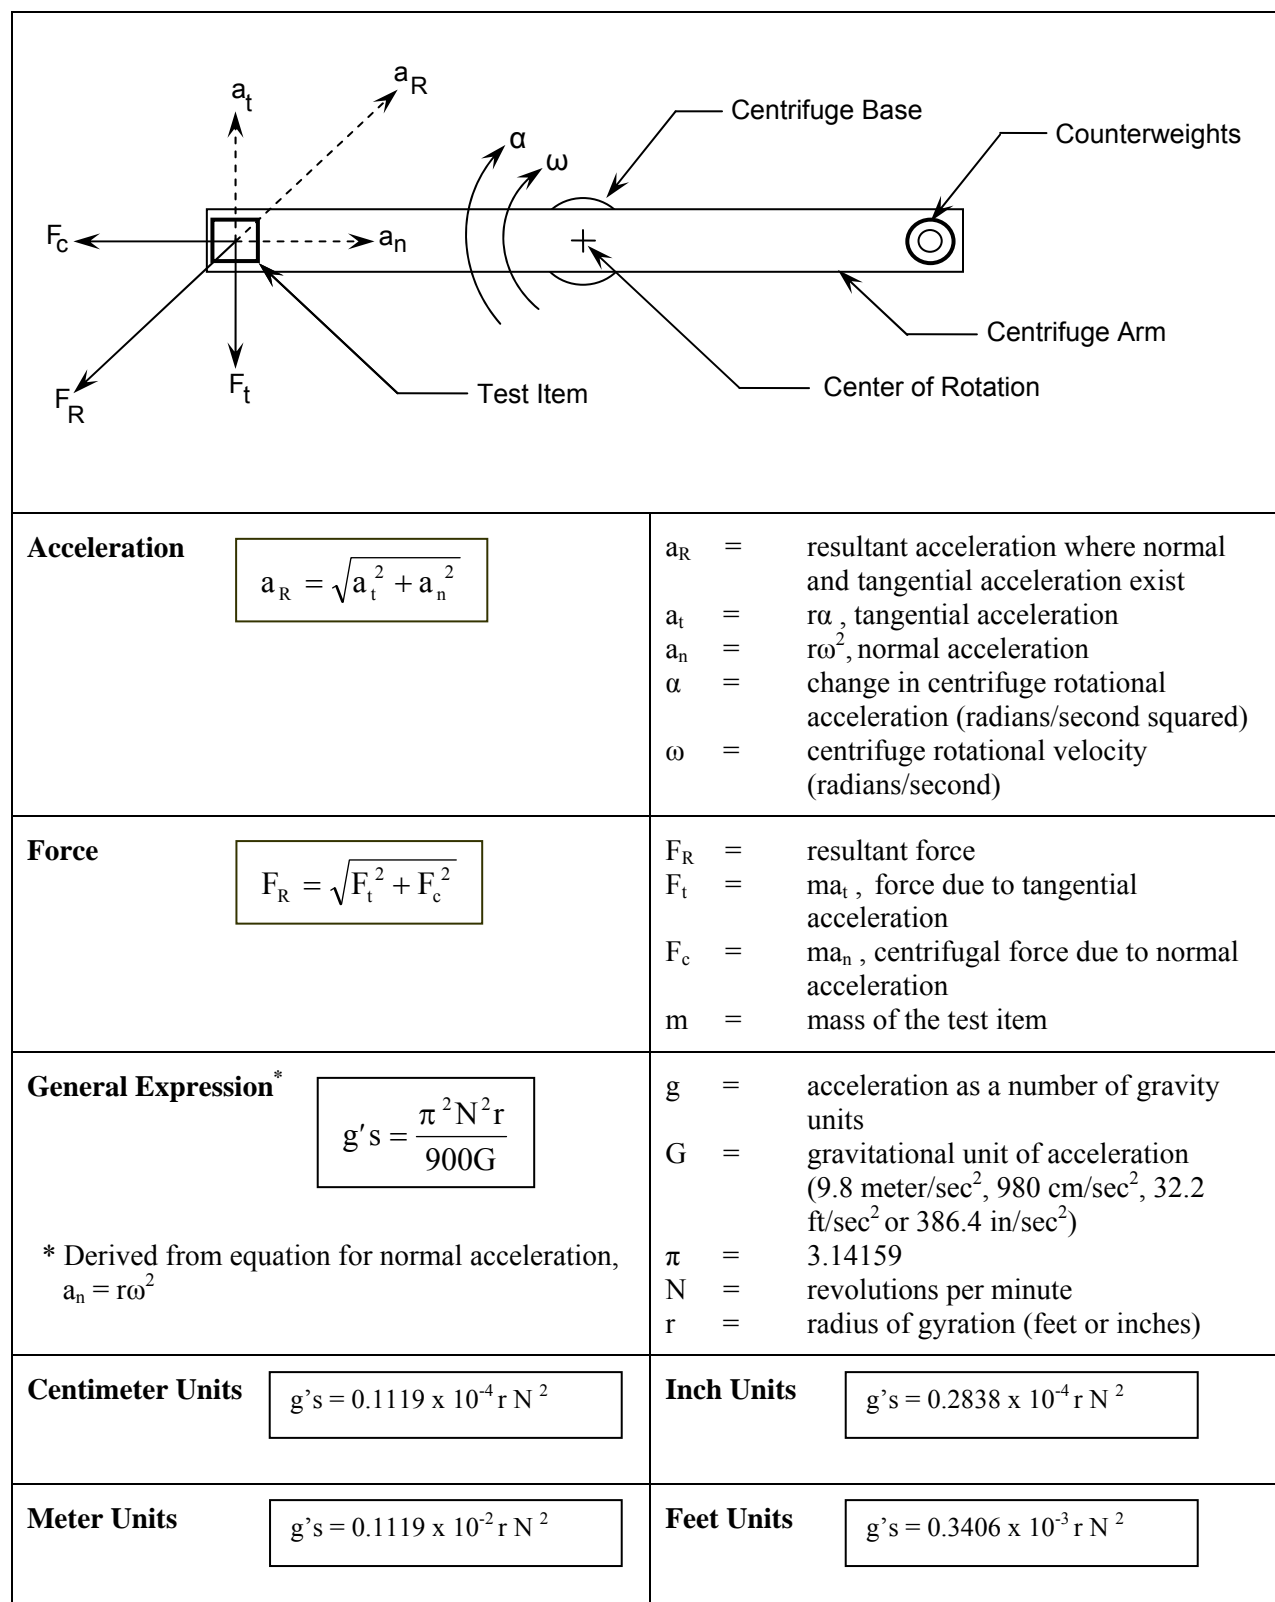 a_t
a_R
Centrifuge Base
Counterweights
α
ω
F_c
a_n
Centrifuge Arm
F_t
F_R
Test Item
Center of Rotation
Acceleration
a_R = √(a_t² + a_n²)
a_R = resultant acceleration where normal
and tangential acceleration exist
a_t = rα , tangential acceleration
a_n = rω², normal acceleration
α = change in centrifuge rotational
acceleration (radians/second squared)
ω = centrifuge rotational velocity
(radians/second)
Force
F_R = √(F_t² + F_c²)
F_R = resultant force
F_t = ma_t , force due to tangential
acceleration
F_c = ma_n , centrifugal force due to normal
acceleration
m = mass of the test item
General Expression*
g's = π²N²r / 900G
* Derived from equation for normal acceleration,
a_n = rω²
g = acceleration as a number of gravity
units
G = gravitational unit of acceleration
(9.8 meter/sec², 980 cm/sec², 32.2
ft/sec² or 386.4 in/sec²)
π = 3.14159
N = revolutions per minute
r = radius of gyration (feet or inches)
Centimeter Units
g's = 0.1119 x 10⁻⁴ r N ²
Inch Units
g's = 0.2838 x 10⁻⁴ r N ²
Meter Units
g's = 0.1119 x 10⁻² r N ²
Feet Units
g's = 0.3406 x 10⁻³ r N ²